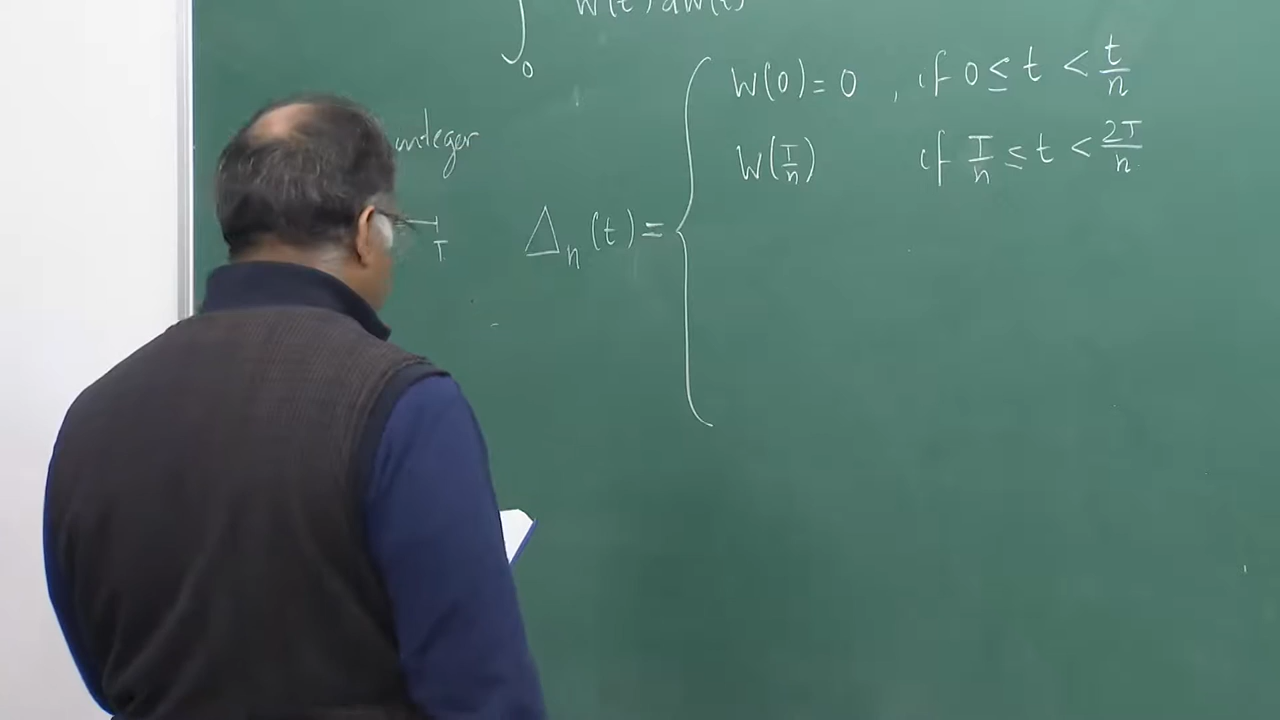 ∫₀ W(t) dW(t)
W(0) = 0 , if 0 ≤ t < t/n
integer
W(T/n) if T/n ≤ t < 2T/n
Δₙ(t) = {
T